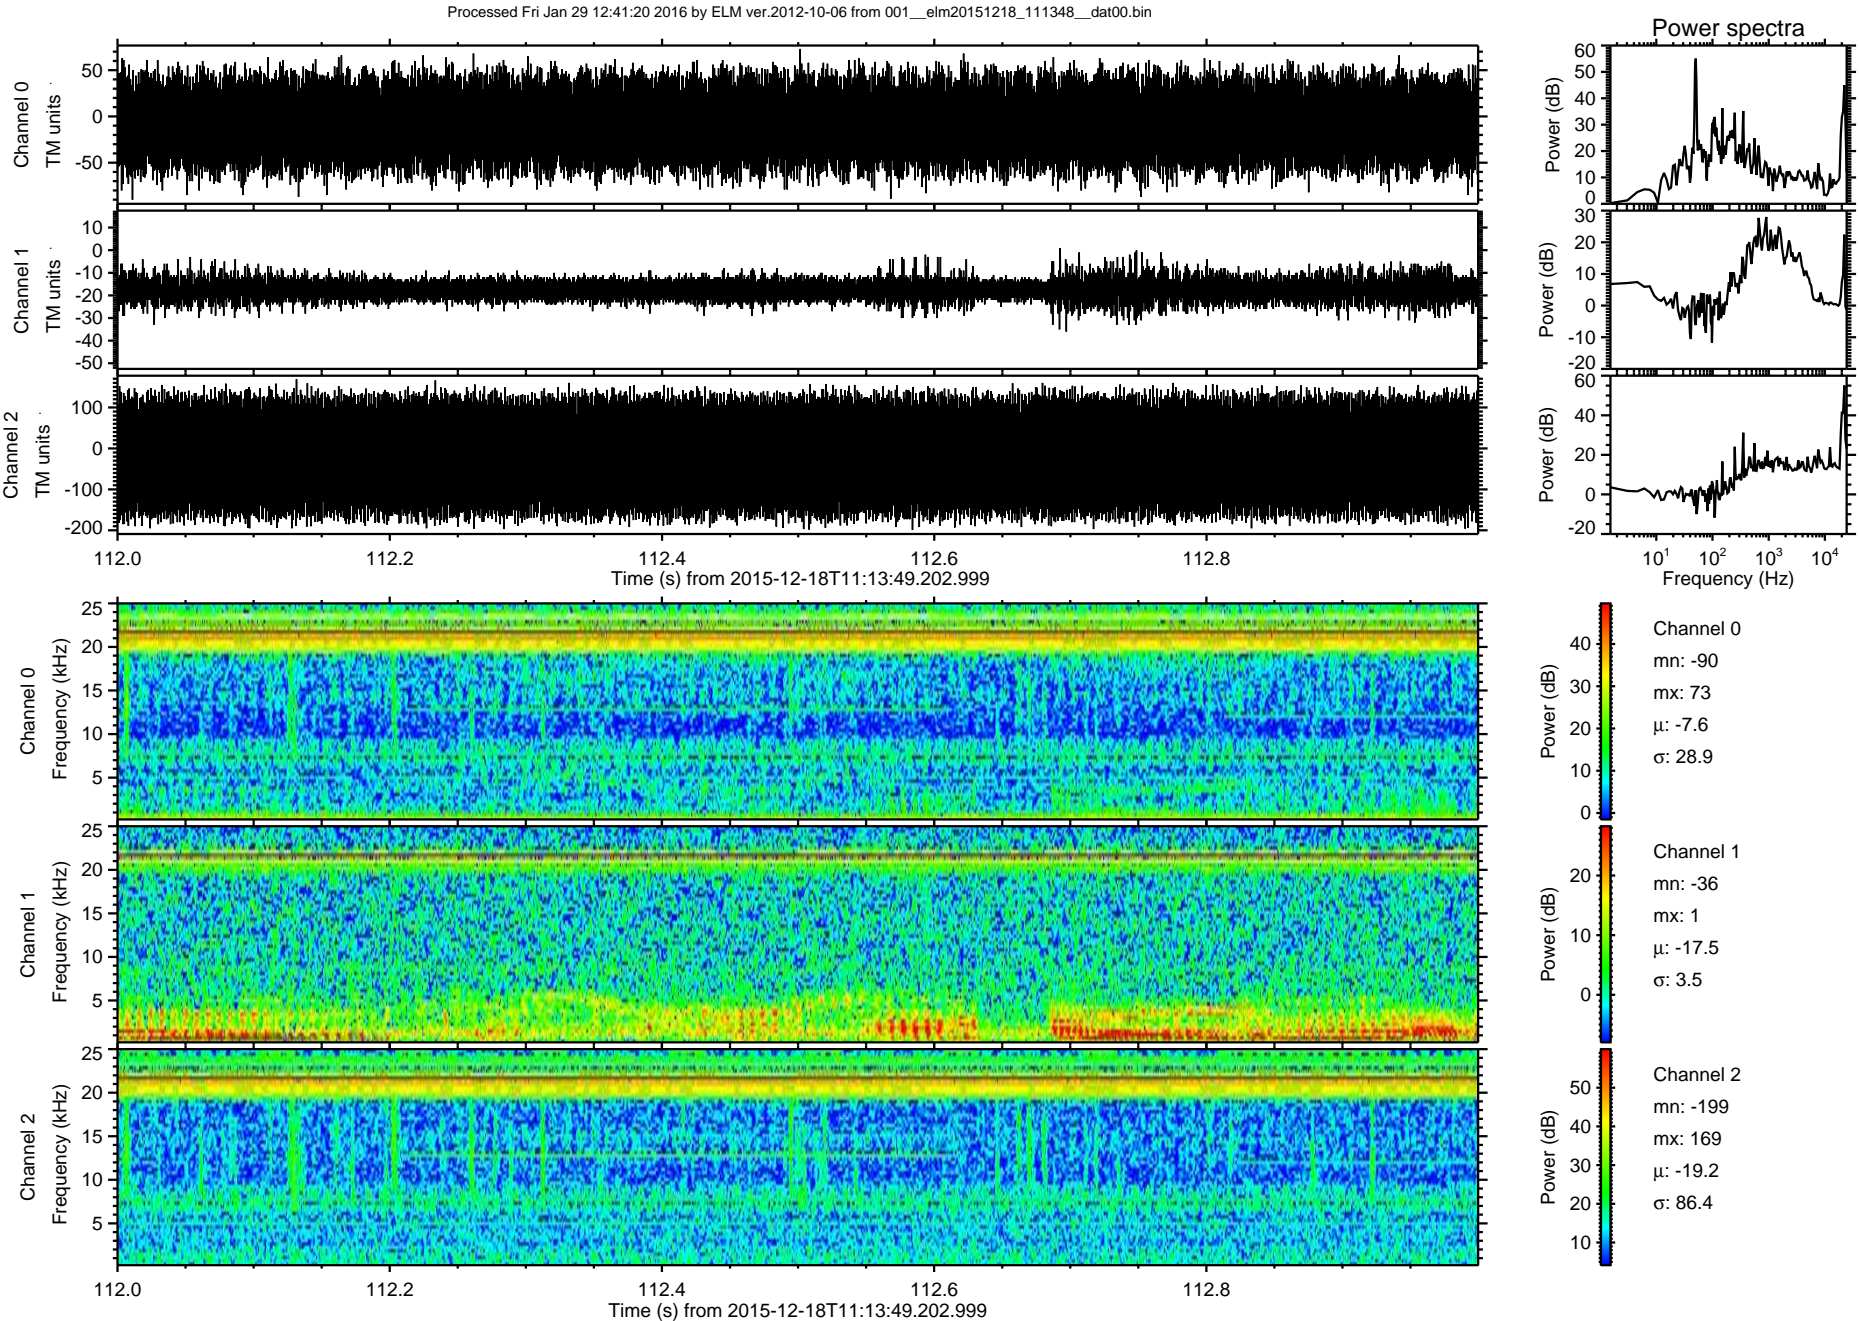 Processed Fri Jan 29 12:41:20 2016 by ELM ver.2012-10-06 from 001__elm20151218_111348__dat00.bin
Power spectra
Channel 0
TM units
50
0
-50
Power (dB)
60
50
40
30
20
10
0
Channel 1
TM units
10
0
-10
-20
-30
-40
-50
Power (dB)
30
20
10
0
-10
-20
Channel 2
TM units
100
0
-100
-200
Power (dB)
60
40
20
0
-20
112.0 112.2 112.4 112.6 112.8
Time (s) from 2015-12-18T11:13:49.202.999
10^1 10^2 10^3 10^4
Frequency (Hz)
Channel 0
Frequency (kHz)
25
20
15
10
5
Power (dB)
40
30
20
10
0
Channel 0
mn: -90
mx: 73
μ: -7.6
σ: 28.9
Channel 1
Frequency (kHz)
25
20
15
10
5
Power (dB)
20
10
0
Channel 1
mn: -36
mx: 1
μ: -17.5
σ: 3.5
Channel 2
Frequency (kHz)
25
20
15
10
5
Power (dB)
50
40
30
20
10
Channel 2
mn: -199
mx: 169
μ: -19.2
σ: 86.4
112.0 112.2 112.4 112.6 112.8
Time (s) from 2015-12-18T11:13:49.202.999